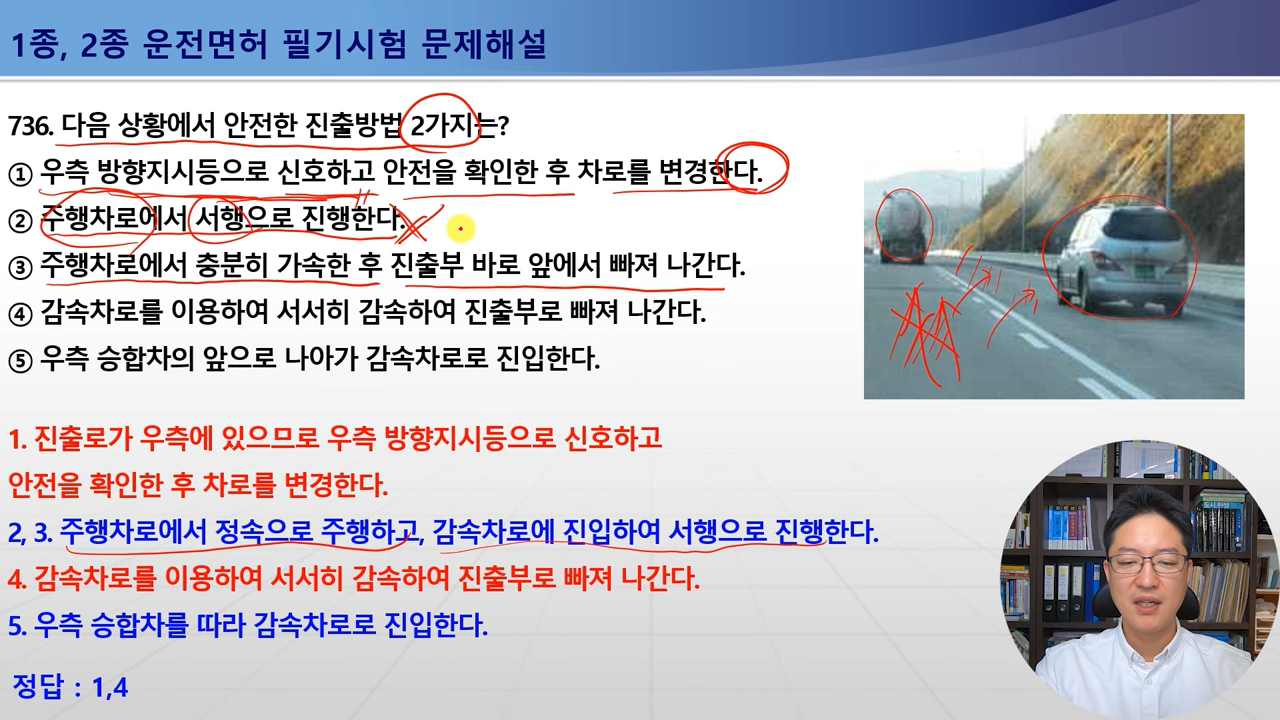 1종, 2종 운전면허 필기시험 문제해설
736. 다음 상황에서 안전한 진출방법 2가지는?
① 우측 방향지시등으로 신호하고 안전을 확인한 후 차로를 변경한다.
② 주행차로에서 서행으로 진행한다.
③ 주행차로에서 충분히 가속한 후 진출부 바로 앞에서 빠져 나간다.
④ 감속차로를 이용하여 서서히 감속하여 진출부로 빠져 나간다.
⑤ 우측 승합차의 앞으로 나아가 감속차로로 진입한다.
1. 진출로가 우측에 있으므로 우측 방향지시등으로 신호하고
안전을 확인한 후 차로를 변경한다.
2, 3. 주행차로에서 정속으로 주행하고, 감속차로에 진입하여 서행으로 진행한다.
4. 감속차로를 이용하여 서서히 감속하여 진출부로 빠져 나간다.
5. 우측 승합차를 따라 감속차로로 진입한다.
정답 : 1,4